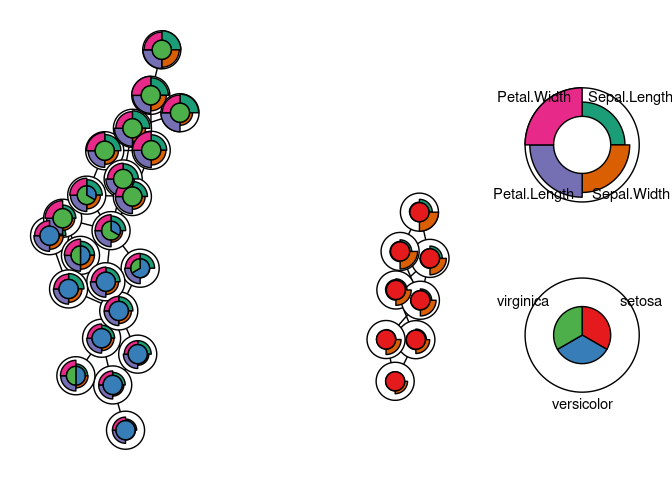 Petal.Width
Sepal.Length
Petal.Length
Sepal.Width
virginica
setosa
versicolor